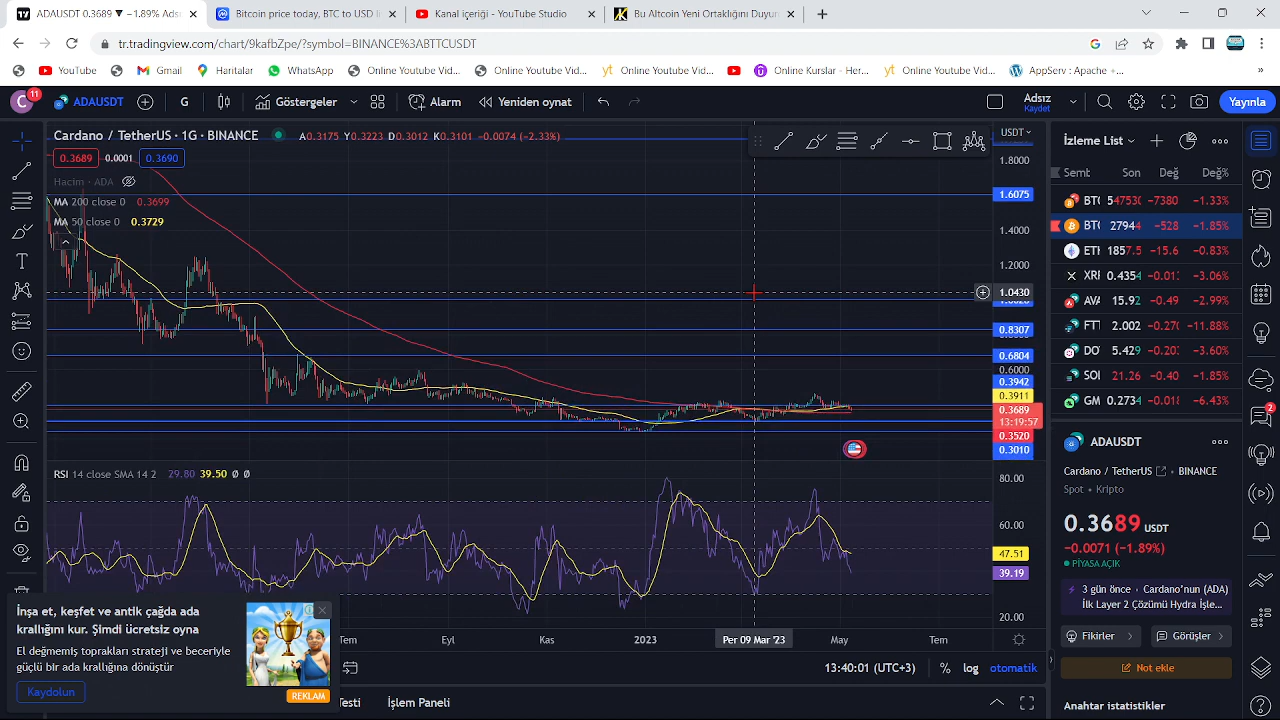 ADAUSDT 0.3689 ▼ −1.89% Adsı
Bitcoin price today, BTC to USD li
Kanal içeriği - YouTube Studio
Bu Altcoin Yeni Ortaklığını Duyur
tr.tradingview.com/chart/9kafbZpe/?symbol=BINANCE%3ABTTCUSDT
YouTube
Gmail
Haritalar
WhatsApp
Online Youtube Vid...
Online Youtube Vid...
Online Youtube Vid...
Online Kurslar - Her...
Online Youtube Vid...
AppServ : Apache +...
»
C 11
ADAUSDT
G
Göstergeler
Alarm
Yeniden oynat
Adsız
Kaydet
Yayınla
Cardano / TetherUS · 1G · BINANCE
A0.3175 Y0.3223 D0.3012 K0.3101 −0.0074 (−2.33%)
0.3689 0.0001 0.3690
Hacim · ADA
MA 200 close 0 0.3699
MA 50 close 0 0.3729
USDT
1.8000
1.6075
1.4000
1.2000
1.0430
0.8307
0.6804
0.6000
0.3942
0.3911
0.3689
13:19:57
0.3520
0.3010
RSI 14 close SMA 14 2 29.80 39.50 Ø Ø
80.00
60.00
47.51
39.19
20.00
Tem
Eyl
Kas
2023
Per 09 Mar '23
May
Tem
13:40:01 (UTC+3)
%
log
otomatik
Testi
İşlem Paneli
İnşa et, keşfet ve antik çağda ada
krallığını kur. Şimdi ücretsiz oyna
El değmemiş toprakları strateji ve beceriyle
güçlü bir ada krallığına dönüştür
Kaydolun
REKLAM
İzleme List
Semt Son Değ Değ%
BTC 54753 −7380 −1.33%
BTC 27944 −528 −1.85%
ETH 1857.5 −15.6 −0.83%
XRI 0.4354 −0.01 −3.06%
AVA 15.92 −0.49 −2.99%
FTT 2.002 −0.27 −11.88%
DO 5.429 −0.20 −3.60%
SOI 21.26 −0.40 −1.85%
GM 0.273 −0.01 −6.43%
ADAUSDT
Cardano / TetherUS BINANCE
Spot • Kripto
0.3689 USDT
−0.0071 (−1.89%)
PİYASA AÇIK
3 gün önce · Cardano'nun (ADA)
İlk Layer 2 Çözümü Hydra İşle...
Fikirler
Görüşler
Not ekle
Anahtar istatistikler
2